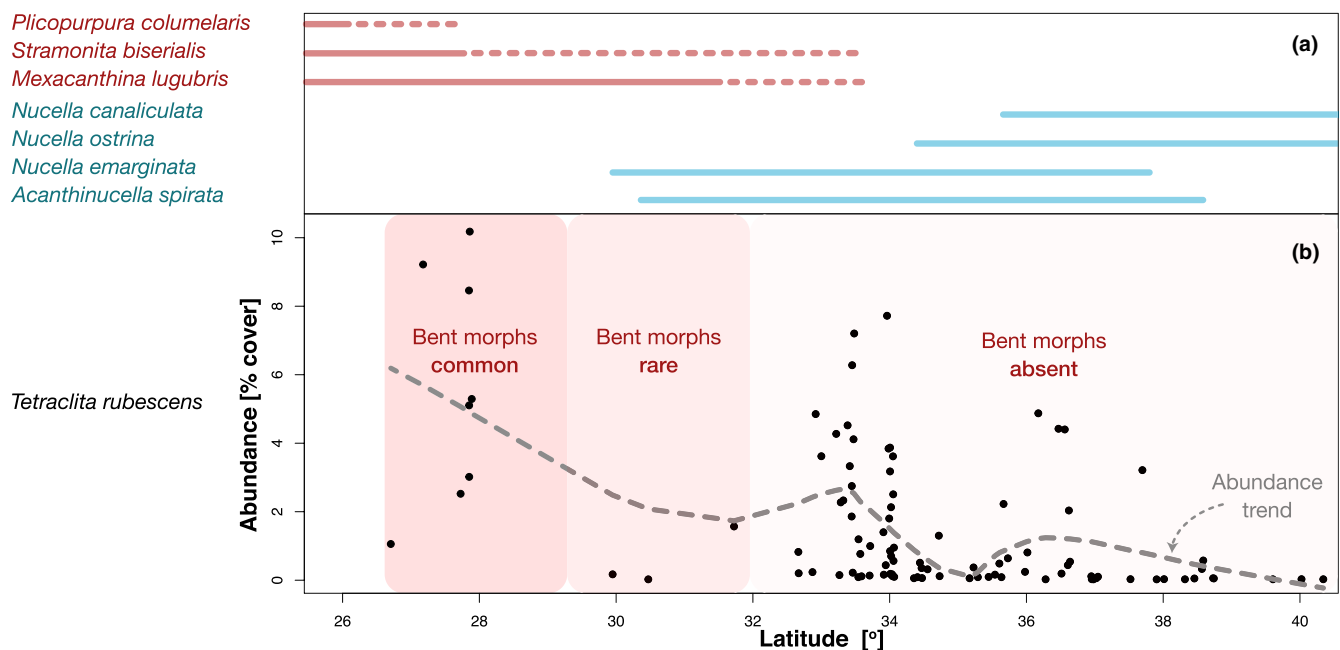 Plicopurpura columelaris
Stramonita biserialis
Mexacanthina lugubris
Nucella canaliculata
Nucella ostrina
Nucella emarginata
Acanthinucella spirata
(a)
(b)
Tetraclita rubescens
Abundance [% cover]
10
8
6
4
2
0
Bent morphs
common
Bent morphs
rare
Bent morphs
absent
Abundance
trend
26 28 30 32 34 36 38 40
Latitude [º]